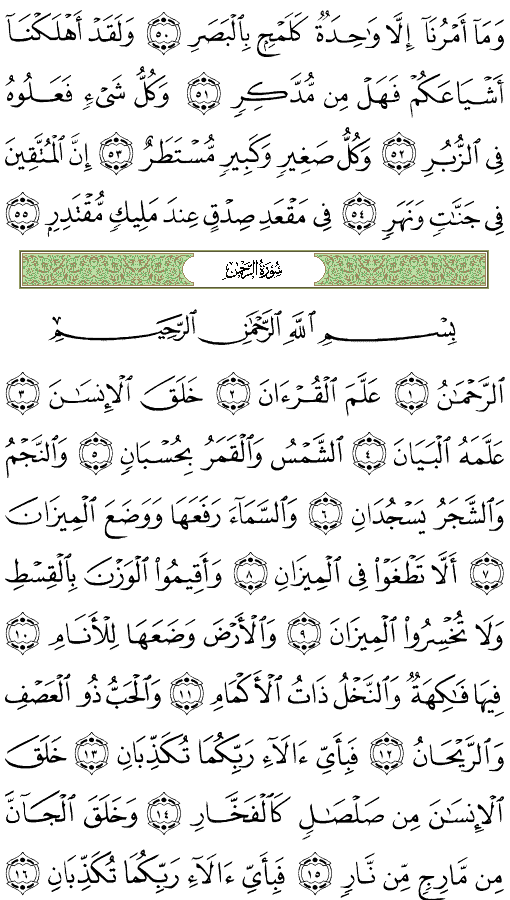 وَمَآ أَمۡرُنَآ إِلَّا وَٰحِدَةٞ كَلَمۡحِۭ بِٱلۡبَصَرِ ٥٠ وَلَقَدۡ أَهۡلَكۡنَآ
أَشۡيَاعَكُمۡ فَهَلۡ مِن مُّدَّكِرٖ ٥١ وَكُلُّ شَيۡءٖ فَعَلُوهُ
فِي ٱلزُّبُرِ ٥٢ وَكُلُّ صَغِيرٖ وَكَبِيرٖ مُّسۡتَطَرٌ ٥٣ إِنَّ ٱلۡمُتَّقِينَ
فِي جَنَّٰتٖ وَنَهَرٖ ٥٤ فِي مَقۡعَدِ صِدۡقٍ عِندَ مَلِيكٖ مُّقۡتَدِرِۭ ٥٥
سُورَةُ الرَّحۡمَٰن
بِسۡمِ ٱللَّهِ ٱلرَّحۡمَٰنِ ٱلرَّحِيمِ
ٱلرَّحۡمَٰنُ ١ عَلَّمَ ٱلۡقُرۡءَانَ ٢ خَلَقَ ٱلۡإِنسَٰنَ ٣
عَلَّمَهُ ٱلۡبَيَانَ ٤ ٱلشَّمۡسُ وَٱلۡقَمَرُ بِحُسۡبَانٖ ٥ وَٱلنَّجۡمُ
وَٱلشَّجَرُ يَسۡجُدَانِ ٦ وَٱلسَّمَآءَ رَفَعَهَا وَوَضَعَ ٱلۡمِيزَانَ
٧ أَلَّا تَطۡغَوۡاْ فِي ٱلۡمِيزَانِ ٨ وَأَقِيمُواْ ٱلۡوَزۡنَ بِٱلۡقِسۡطِ
وَلَا تُخۡسِرُواْ ٱلۡمِيزَانَ ٩ وَٱلۡأَرۡضَ وَضَعَهَا لِلۡأَنَامِ ١٠
فِيهَا فَٰكِهَةٞ وَٱلنَّخۡلُ ذَاتُ ٱلۡأَكۡمَامِ ١١ وَٱلۡحَبُّ ذُو ٱلۡعَصۡفِ
وَٱلرَّيۡحَانُ ١٢ فَبِأَيِّ ءَالَآءِ رَبِّكُمَا تُكَذِّبَانِ ١٣ خَلَقَ
ٱلۡإِنسَٰنَ مِن صَلۡصَٰلٖ كَٱلۡفَخَّارِ ١٤ وَخَلَقَ ٱلۡجَآنَّ
مِن مَّارِجٖ مِّن نَّارٖ ١٥ فَبِأَيِّ ءَالَآءِ رَبِّكُمَا تُكَذِّبَانِ ١٦